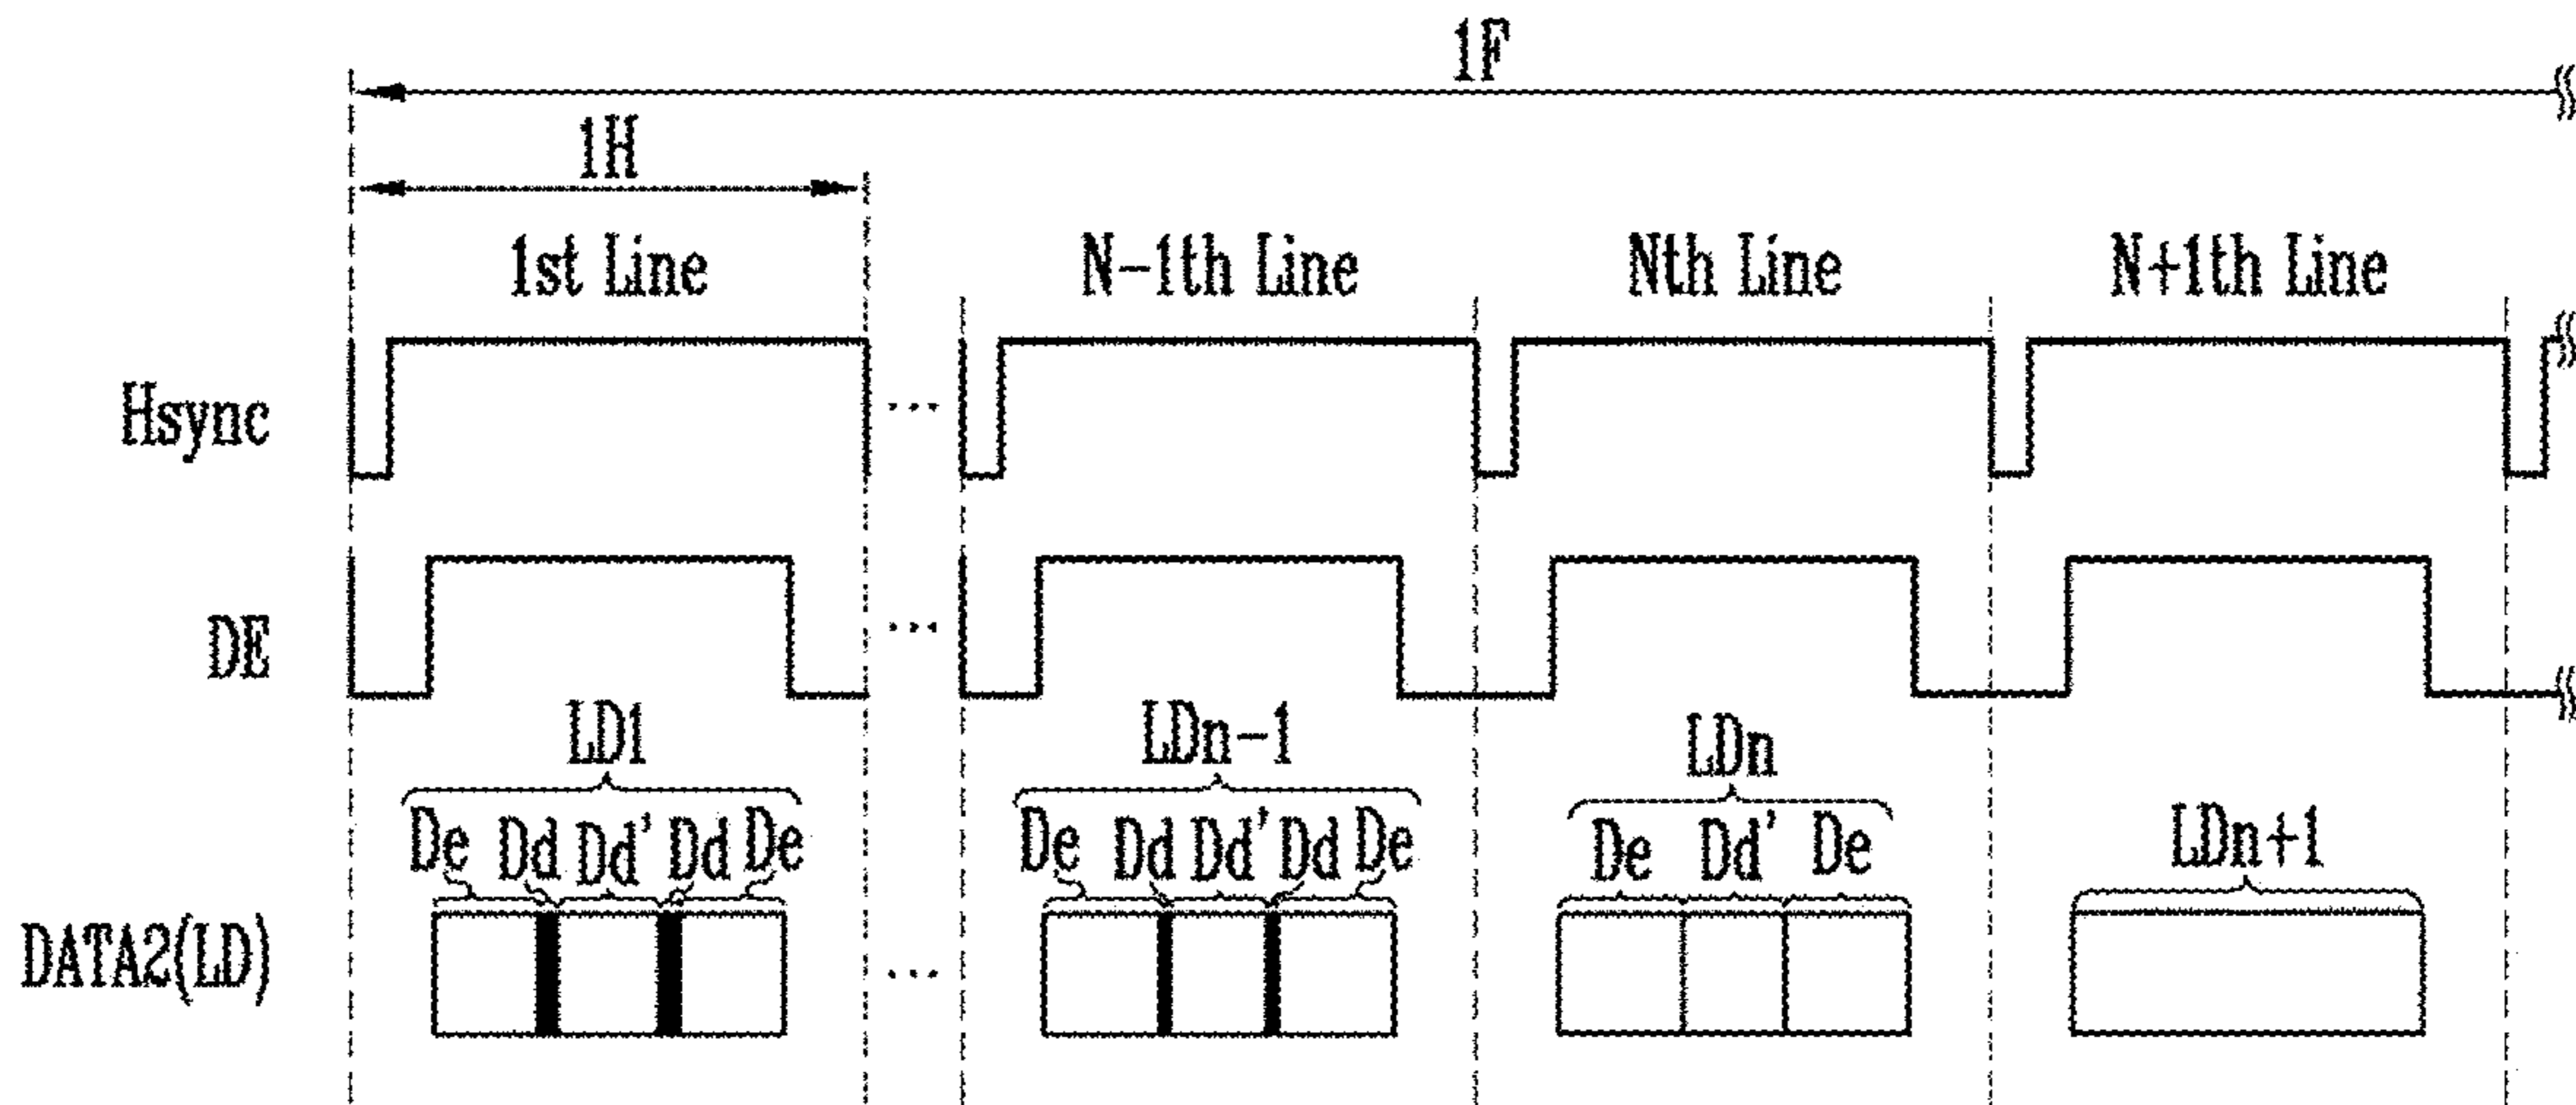 1F
1H
1st Line N-1th Line Nth Line N+1th Line
Hsync ...
DE ...
LD1 LDn-1 LDn LDn+1
De Dd Dd' Dd De De Dd Dd' Dd De De Dd' De
DATA2(LD) ...